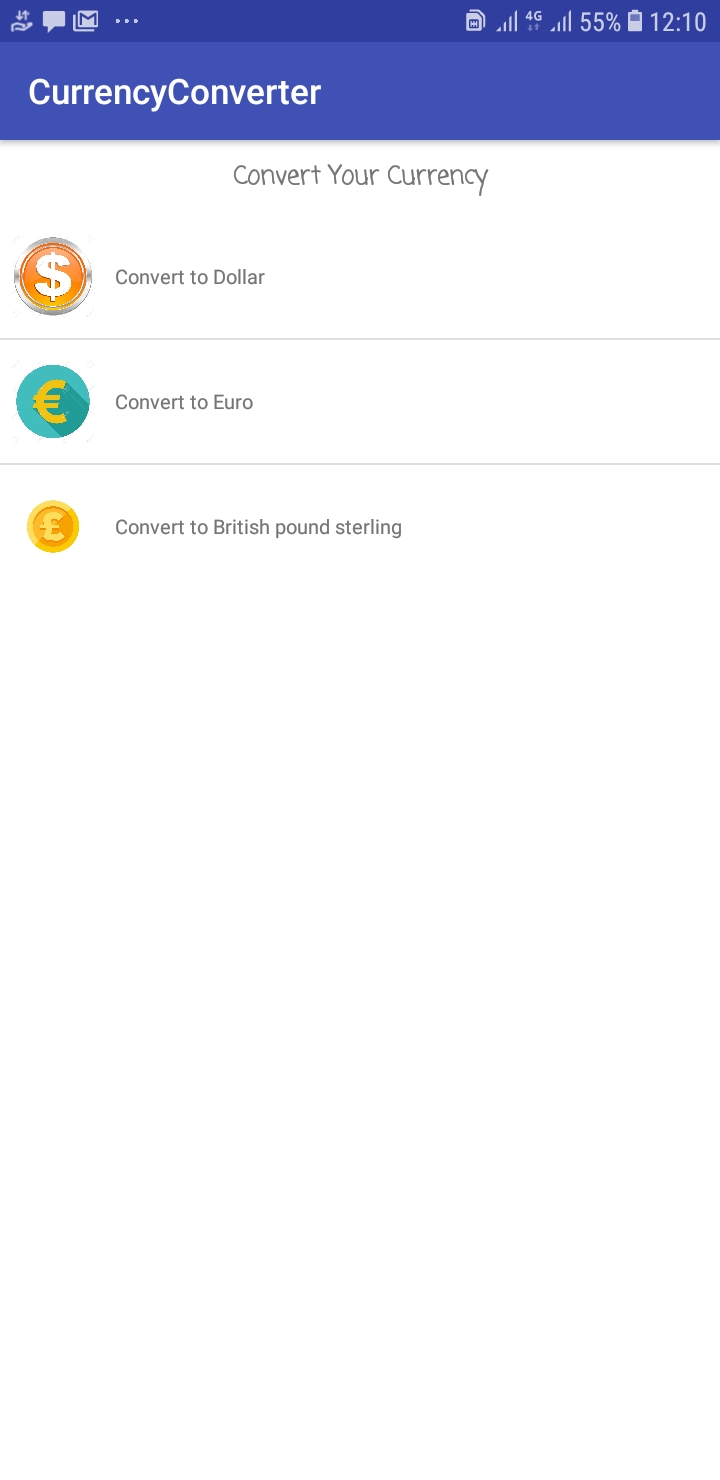 4G 55% 12:10
CurrencyConverter
Convert Your Currency
$ Convert to Dollar
€ Convert to Euro
£ Convert to British pound sterling